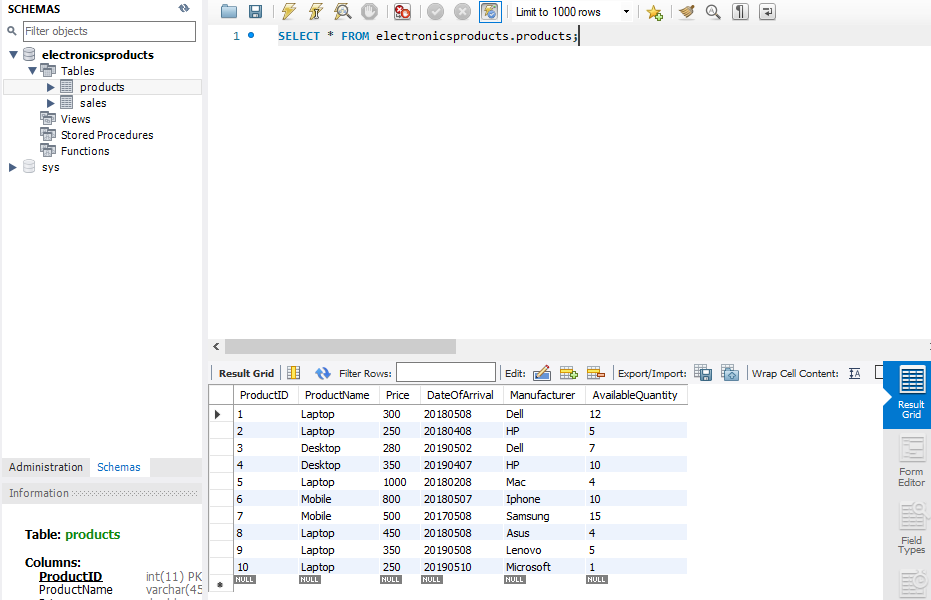 SCHEMAS
Filter objects
electronicsproducts
Tables
products
sales
Views
Stored Procedures
Functions
sys
Administration Schemas
Information
Table: products
Columns:
ProductID int(11) PK
ProductName varchar(45
Limit to 1000 rows
1 SELECT * FROM electronicsproducts.products;
Result Grid Filter Rows: Edit: Export/Import: Wrap Cell Content:
ProductID ProductName Price DateOfArrival Manufacturer AvailableQuantity
1 Laptop 300 20180508 Dell 12
2 Laptop 250 20180408 HP 5
3 Desktop 280 20190502 Dell 7
4 Desktop 350 20190407 HP 10
5 Laptop 1000 20180208 Mac 4
6 Mobile 800 20180507 Iphone 10
7 Mobile 500 20170508 Samsung 15
8 Laptop 450 20180508 Asus 4
9 Laptop 350 20190508 Lenovo 5
10 Laptop 250 20190510 Microsoft 1
NULL NULL NULL NULL NULL NULL
Result
Grid
Form
Editor
Field
Types